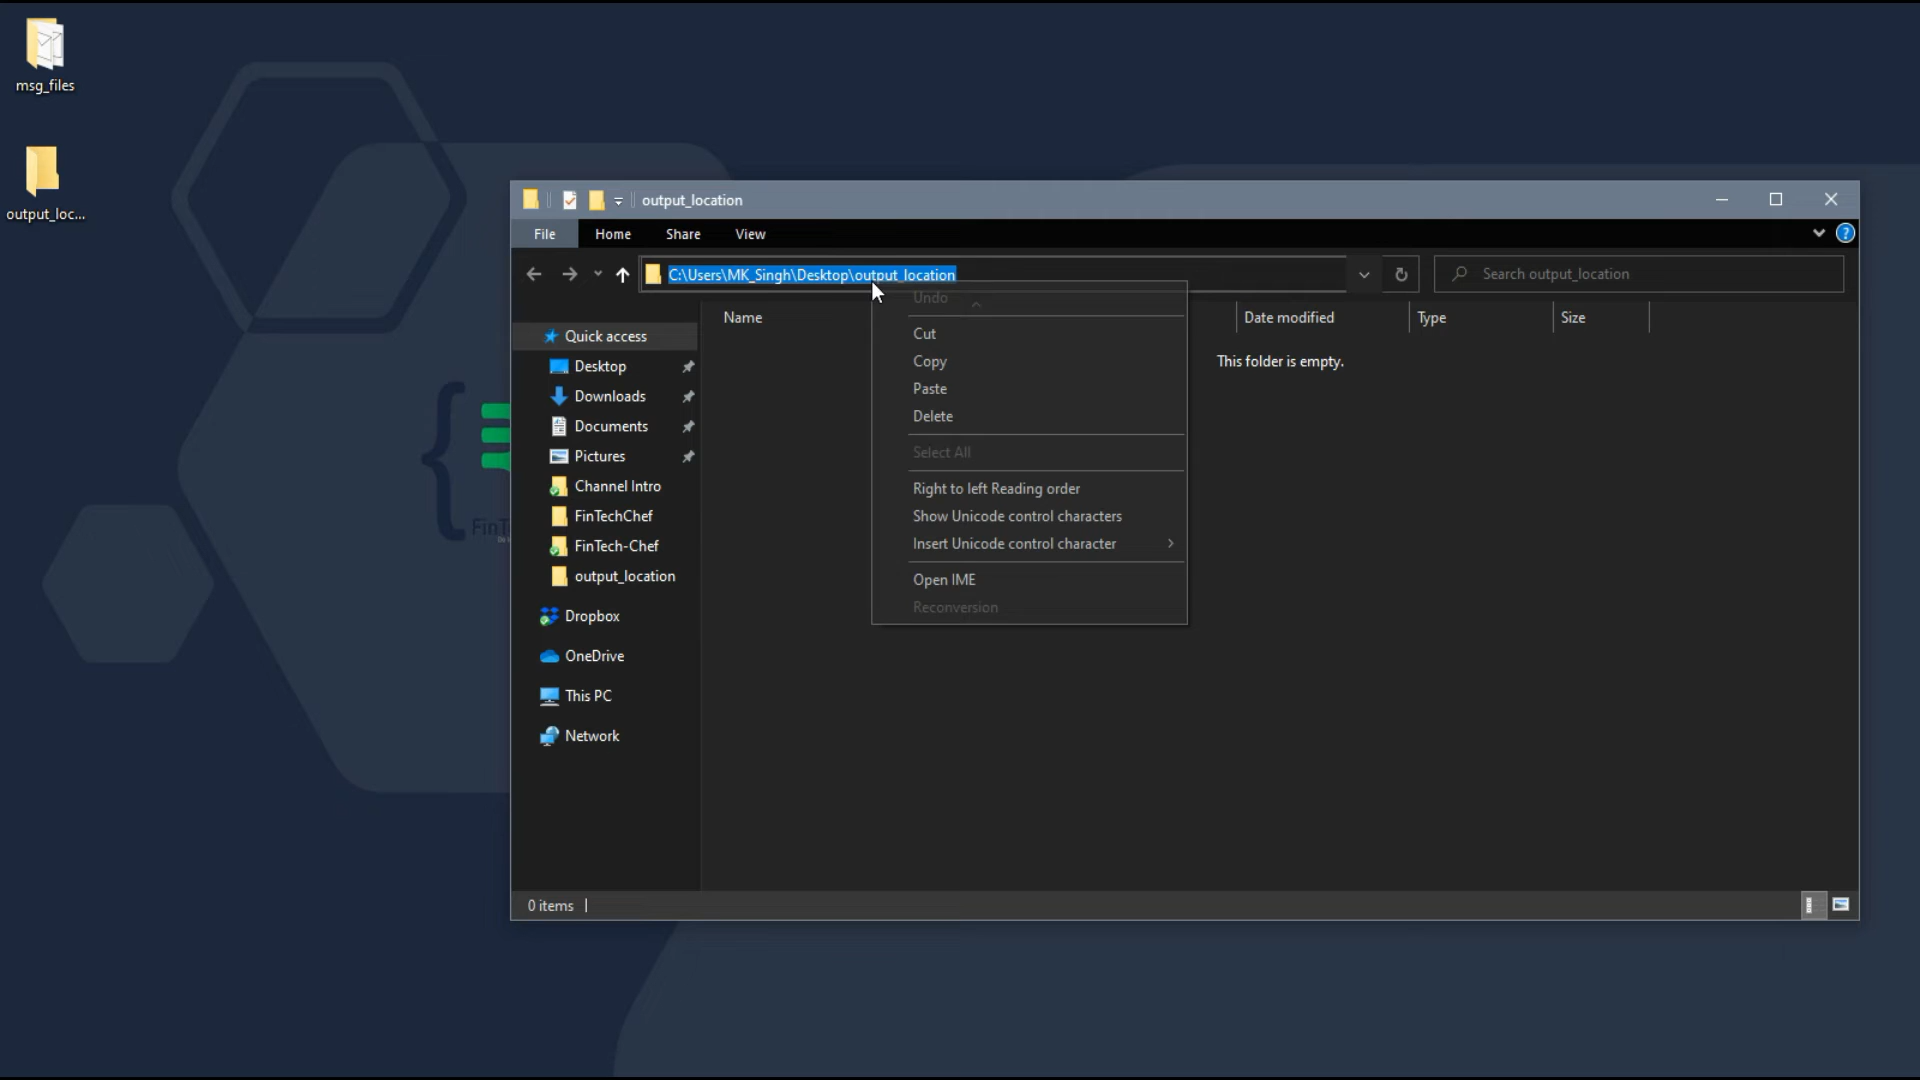 msg_files
output_loc...
output_location
File Home Share View
C:\Users\MK_Singh\Desktop\output_location
Search output_location
Name Date modified Type Size
This folder is empty.
Undo
Cut
Copy
Paste
Delete
Select All
Right to left Reading order
Show Unicode control characters
Insert Unicode control character
Open IME
Reconversion
Quick access
Desktop
Downloads
Documents
Pictures
Channel Intro
FinTechChef
FinTech-Chef
output_location
Dropbox
OneDrive
This PC
Network
0 items